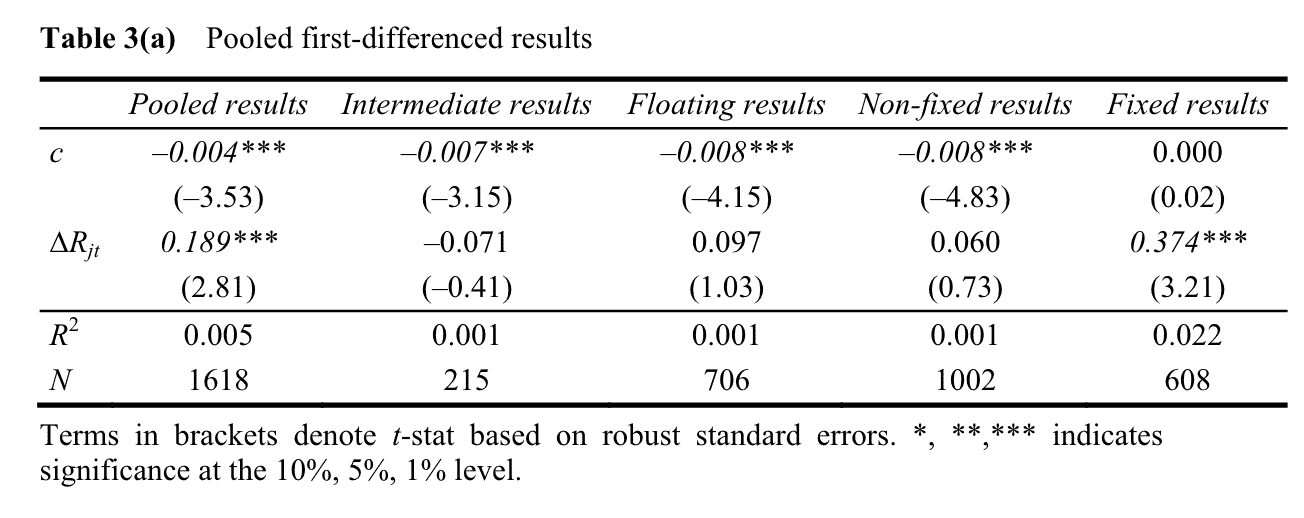 Table 3(a) Pooled first-differenced results
Pooled results Intermediate results Floating results Non-fixed results Fixed results
c –0.004*** –0.007*** –0.008*** –0.008*** 0.000
(–3.53) (–3.15) (–4.15) (–4.83) (0.02)
ΔRjt 0.189*** –0.071 0.097 0.060 0.374***
(2.81) (–0.41) (1.03) (0.73) (3.21)
R2 0.005 0.001 0.001 0.001 0.022
N 1618 215 706 1002 608
Terms in brackets denote t-stat based on robust standard errors. *, **,*** indicates
significance at the 10%, 5%, 1% level.